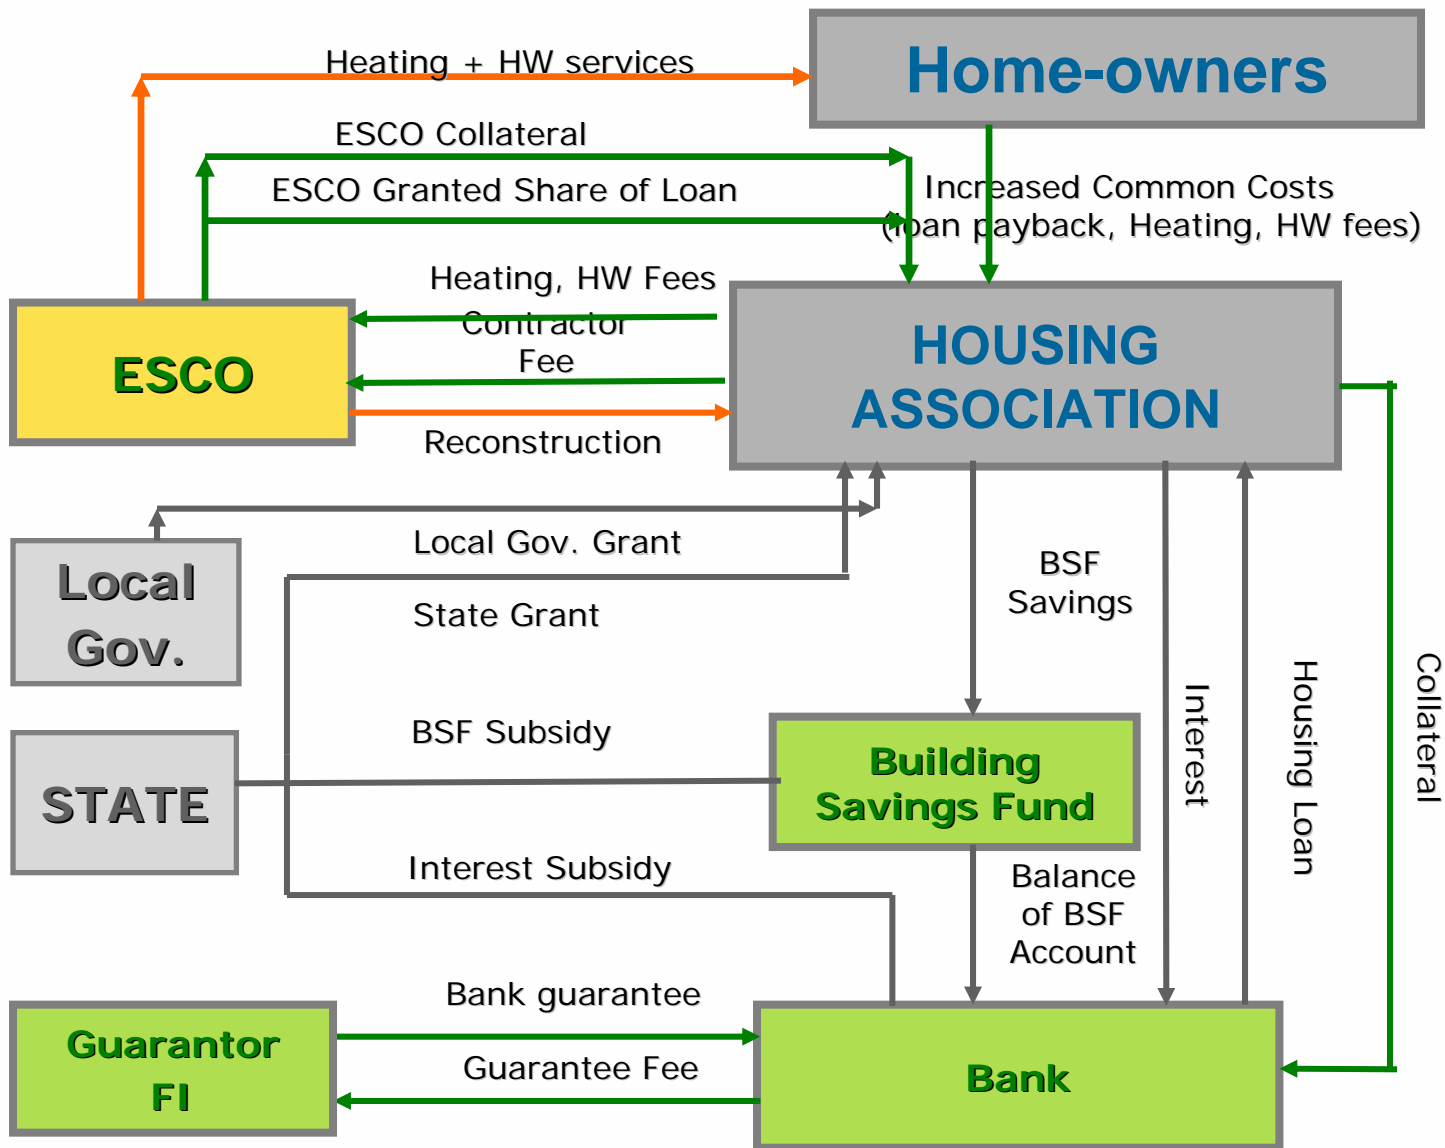 Heating + HW services
Home-owners
ESCO Collateral
ESCO Granted Share of Loan
Increased Common Costs
(loan payback, Heating, HW fees)
Heating, HW Fees
Contractor
Fee
ESCO
HOUSING
ASSOCIATION
Reconstruction
Local Gov. Grant
Local
Gov.
State Grant
BSF
Savings
Interest
Housing Loan
Collateral
BSF Subsidy
STATE
Building
Savings Fund
Interest Subsidy
Balance
of BSF
Account
Bank guarantee
Guarantor
FI
Guarantee Fee
Bank